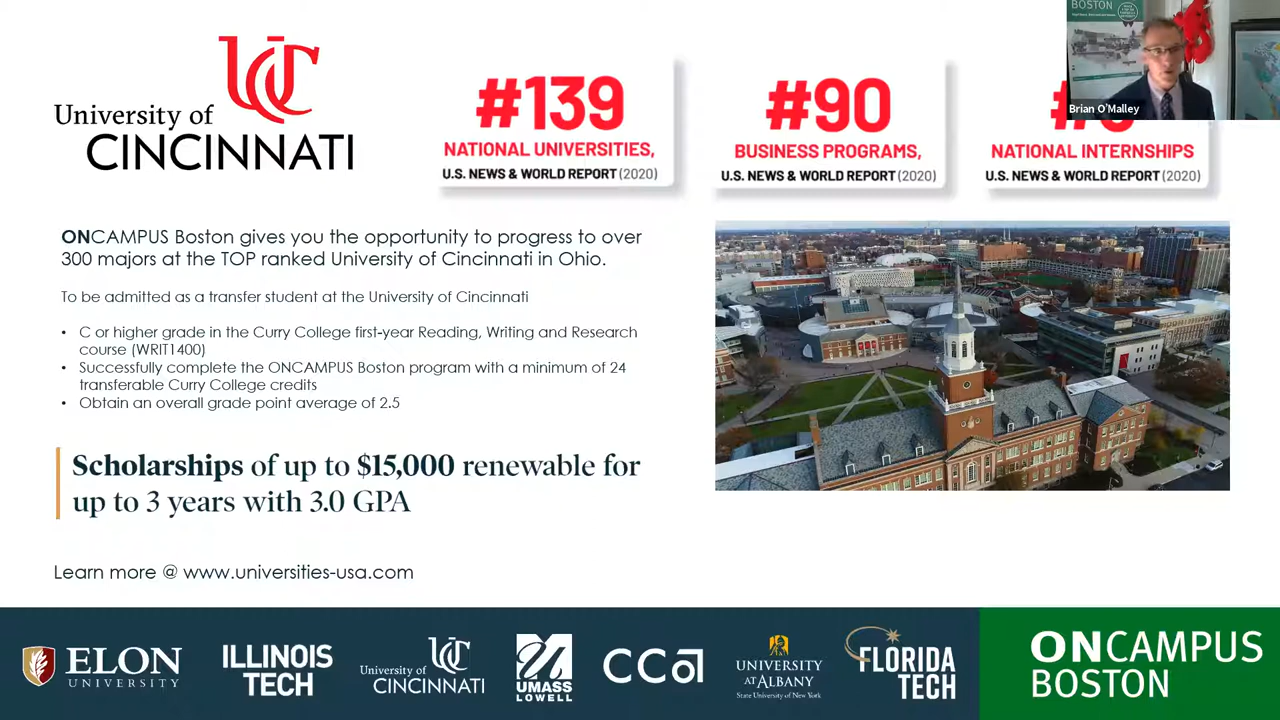 UC
University of
CINCINNATI
#139
NATIONAL UNIVERSITIES,
U.S. NEWS & WORLD REPORT (2020)
#90
BUSINESS PROGRAMS,
U.S. NEWS & WORLD REPORT (2020)
BOSTON
Brian O'Malley
NATIONAL INTERNSHIPS
U.S. NEWS & WORLD REPORT (2020)
ONCAMPUS Boston gives you the opportunity to progress to over
300 majors at the TOP ranked University of Cincinnati in Ohio.
To be admitted as a transfer student at the University of Cincinnati
• C or higher grade in the Curry College first-year Reading, Writing and Research
course (WRIT1400)
• Successfully complete the ONCAMPUS Boston program with a minimum of 24
transferable Curry College credits
• Obtain an overall grade point average of 2.5
Scholarships of up to $15,000 renewable for
up to 3 years with 3.0 GPA
Learn more @ www.universities-usa.com
ELON
UNIVERSITY
ILLINOIS
TECH
UC
University of
CINCINNATI
UMASS
LOWELL
CCA
UNIVERSITY
AT ALBANY
State University of New York
FLORIDA
TECH
ONCAMPUS
BOSTON